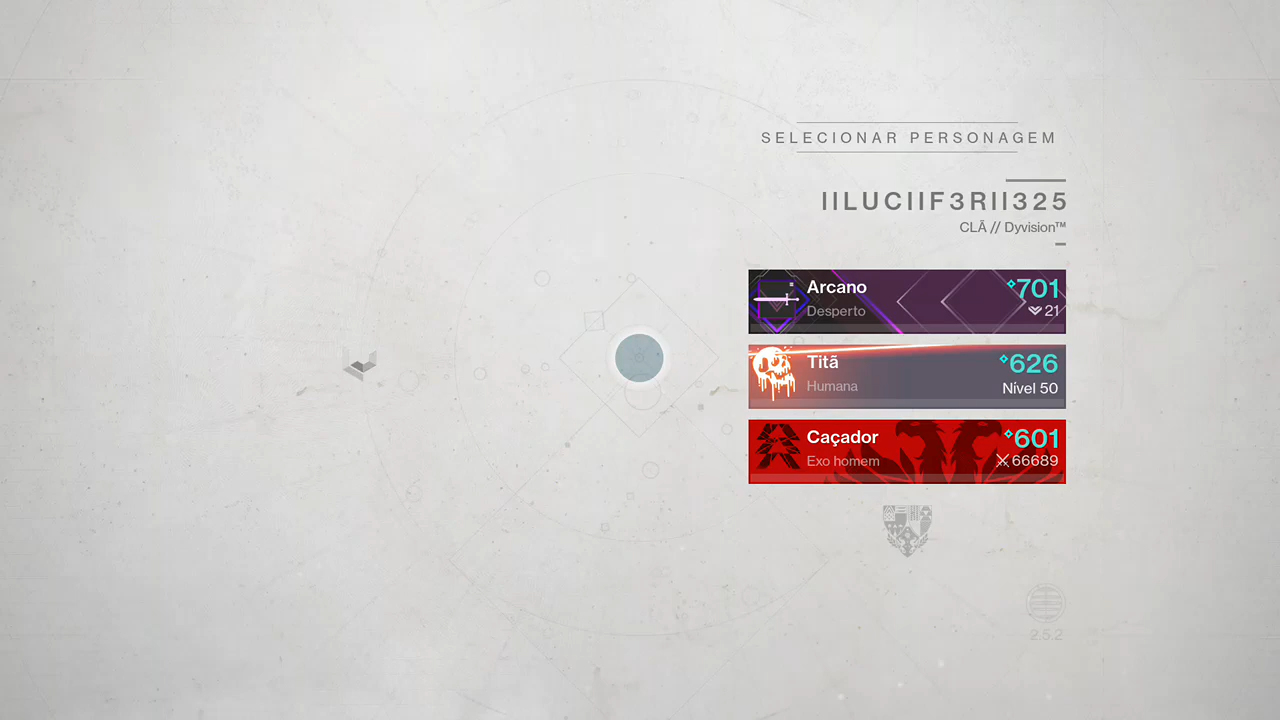 SELECIONAR PERSONAGEM
IILUCIIF3RII325
CLÃ // Dyvision™
Arcano
701
Desperto
21
Titã
626
Humana
Nível 50
Caçador
601
Exo homem
66689
2.5.2